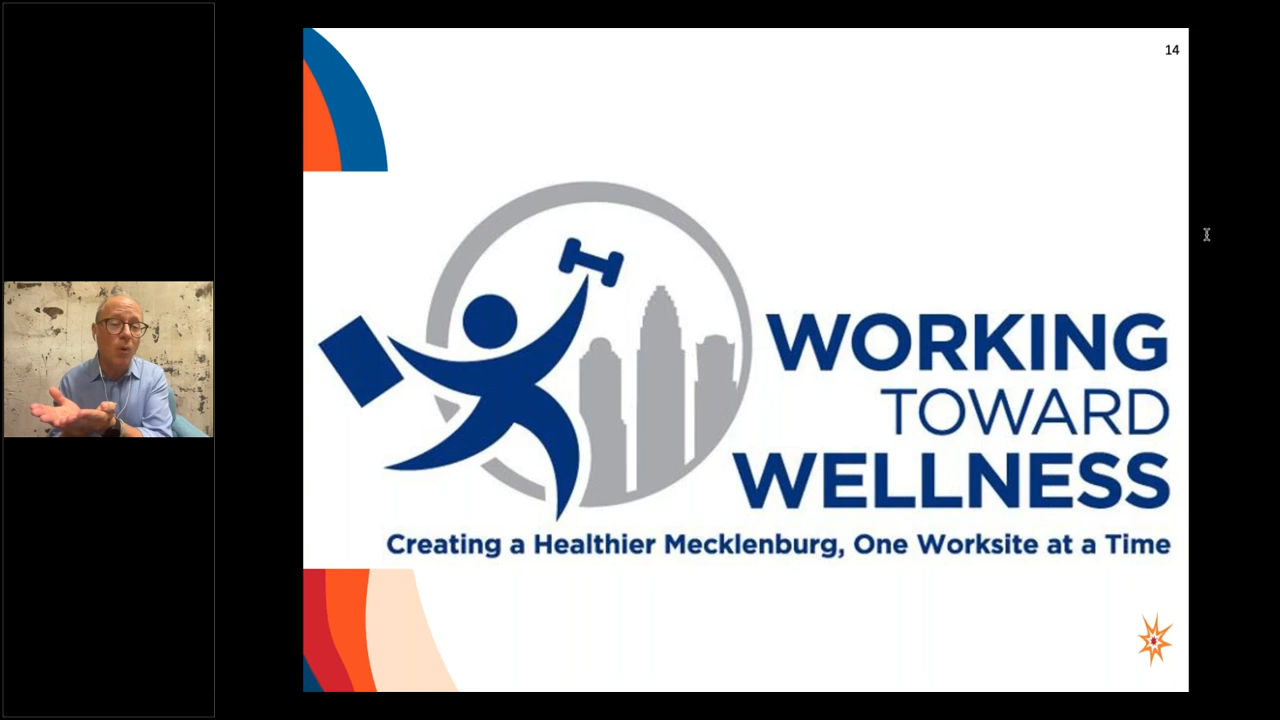 14
WORKING
TOWARD
WELLNESS
Creating a Healthier Mecklenburg, One Worksite at a Time